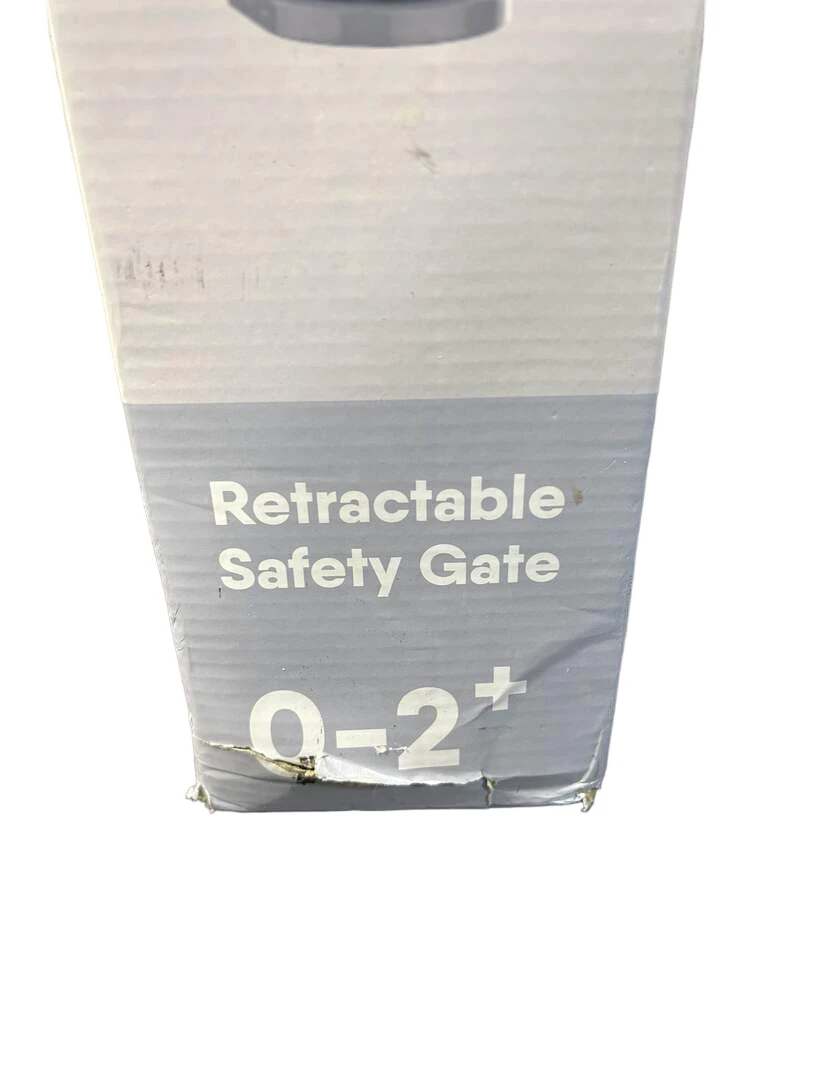 Retractable
Safety Gate
0-2+